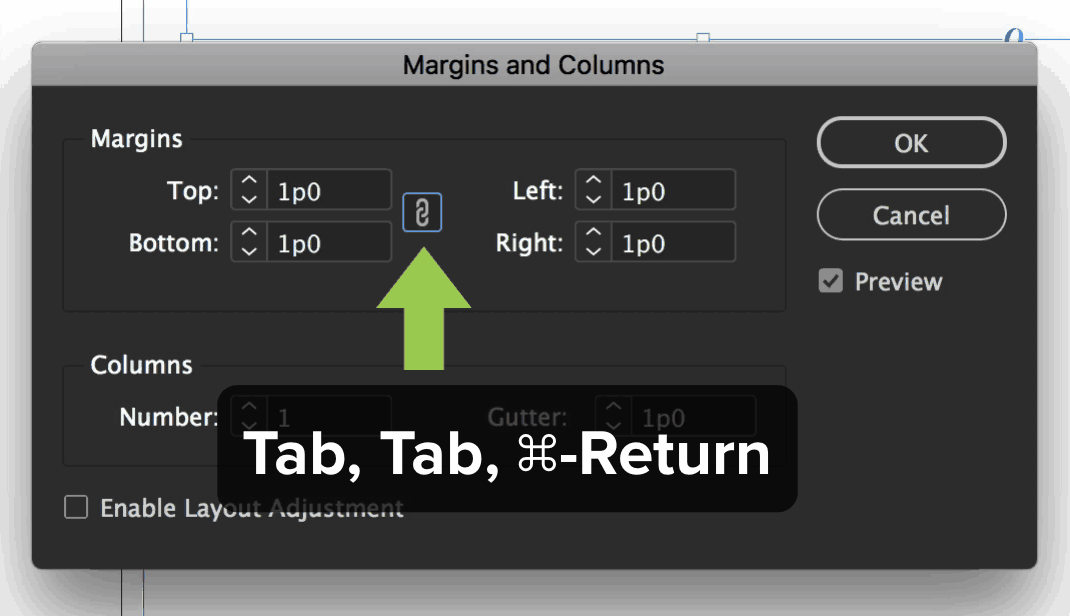 Margins and Columns
Margins
Top: 1p0
Left: 1p0
Bottom: 1p0
Right: 1p0
OK
Cancel
Preview
Columns
Number: 1
Gutter: 1p0
Tab, Tab, ⌘-Return
Enable Layout Adjustment